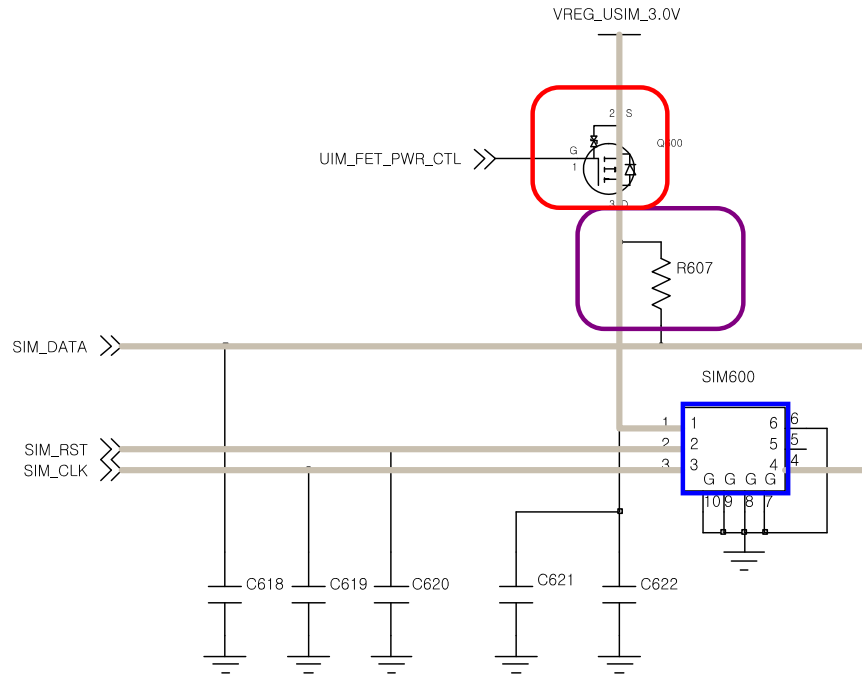 VREG_USIM_3.0V
2 S
Q600
G
UIM_FET_PWR_CTL
1
3 D
R607
SIM_DATA
SIM600
1 1 6 6
SIM_RST 2 2 5 5
SIM_CLK 3 3 4 4
G G G G
10 9 8 7
C618 C619 C620 C621 C622